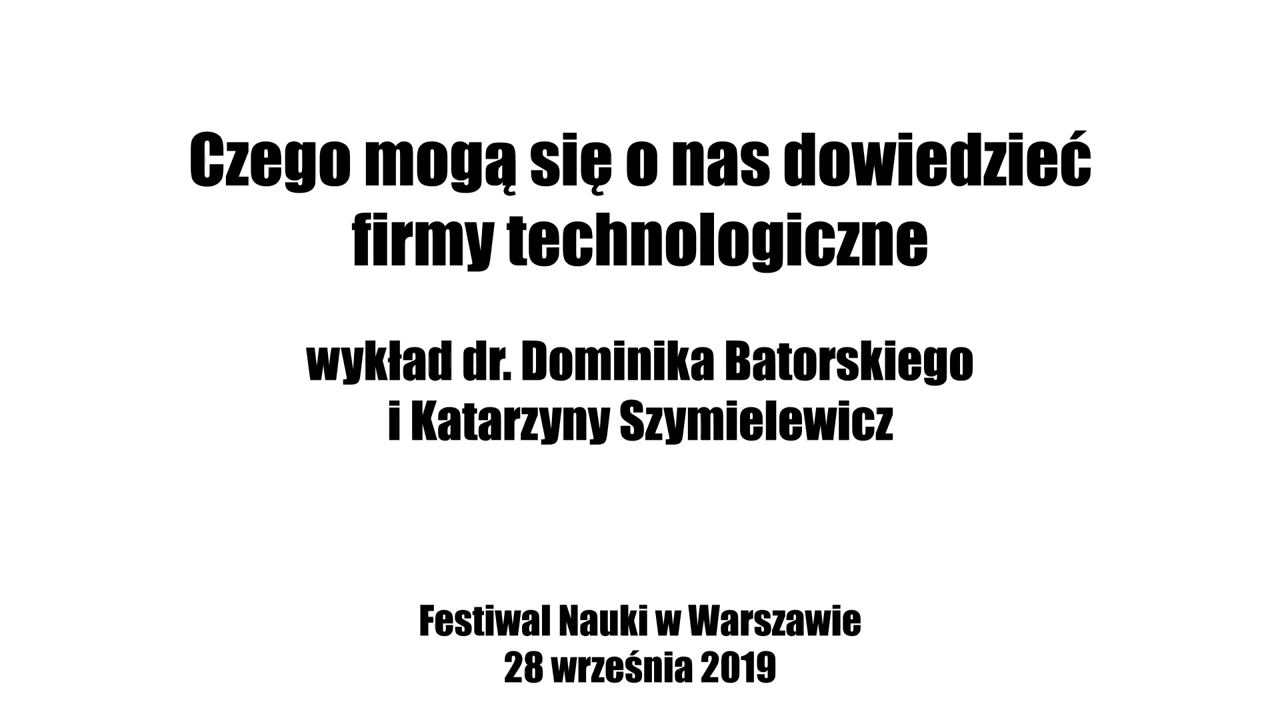 Czego mogą się o nas dowiedzieć
firmy technologiczne
wykład dr. Dominika Batorskiego
i Katarzyny Szymielewicz
Festiwal Nauki w Warszawie
28 września 2019